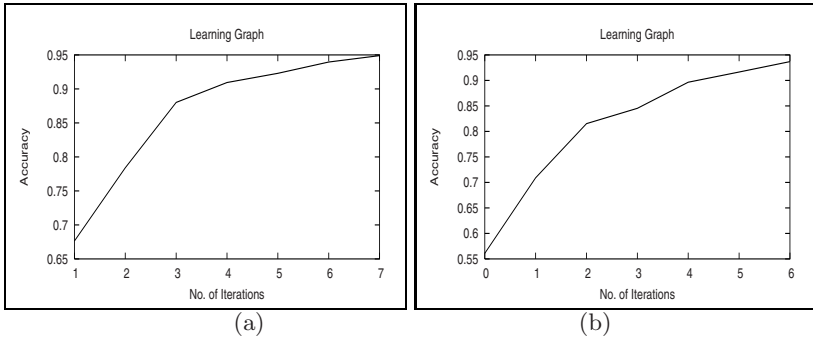 Learning Graph
0.95
0.9
0.85
0.8
0.75
0.7
0.65
Accuracy
1 2 3 4 5 6 7
No. of Iterations
(a)
Learning Graph
0.95
0.9
0.85
0.8
0.75
0.7
0.65
0.6
0.55
Accuracy
0 1 2 3 4 5 6
No. of Iterations
(b)